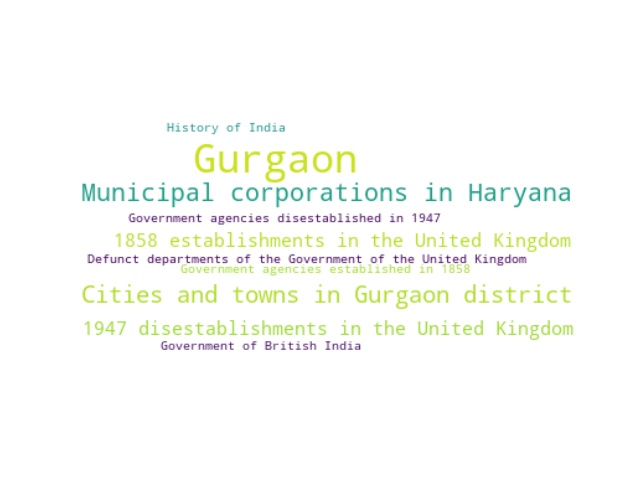 History of India
Gurgaon
Municipal corporations in Haryana
Government agencies disestablished in 1947
1858 establishments in the United Kingdom
Defunct departments of the Government of the United Kingdom
Government agencies established in 1858
Cities and towns in Gurgaon district
1947 disestablishments in the United Kingdom
Government of British India